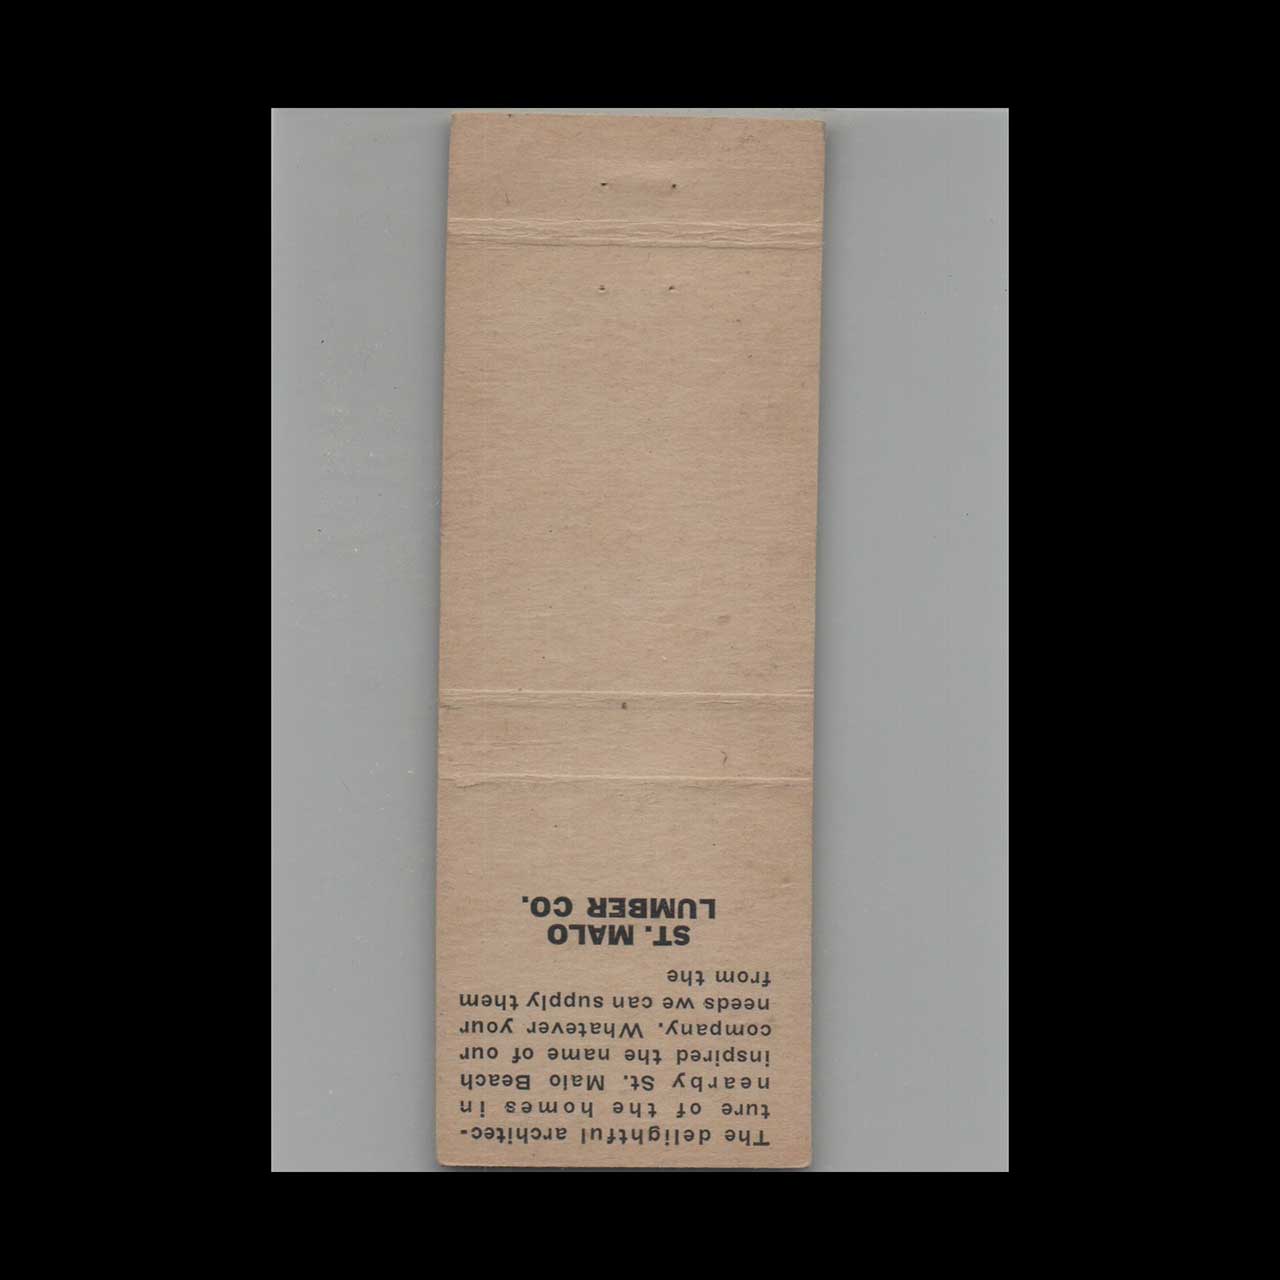 The delightful architec-
ture of the homes in
nearby St. Malo Beach
inspired the name of our
company. Whatever your
needs we can supply them
from the
ST. MALO
LUMBER CO.